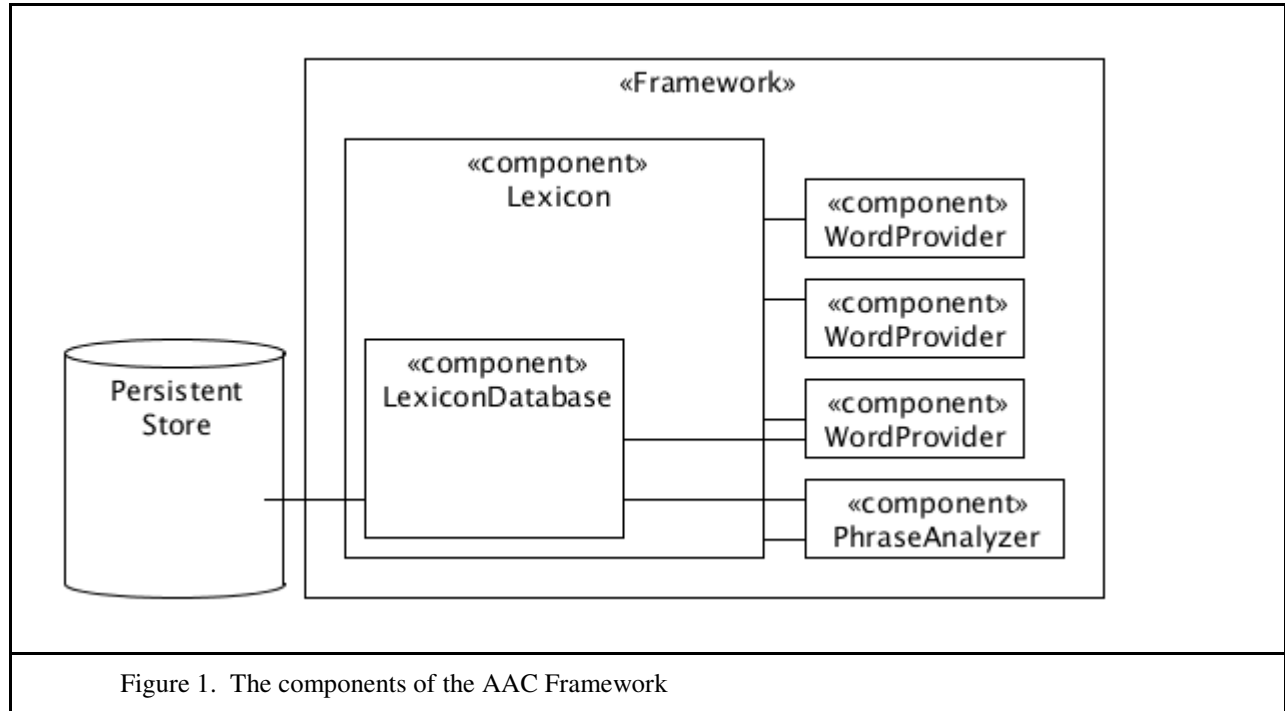 «Framework»
«component»
Lexicon
«component»
WordProvider
«component»
WordProvider
«component»
LexiconDatabase
Persistent
Store
«component»
WordProvider
«component»
PhraseAnalyzer
Figure 1. The components of the AAC Framework